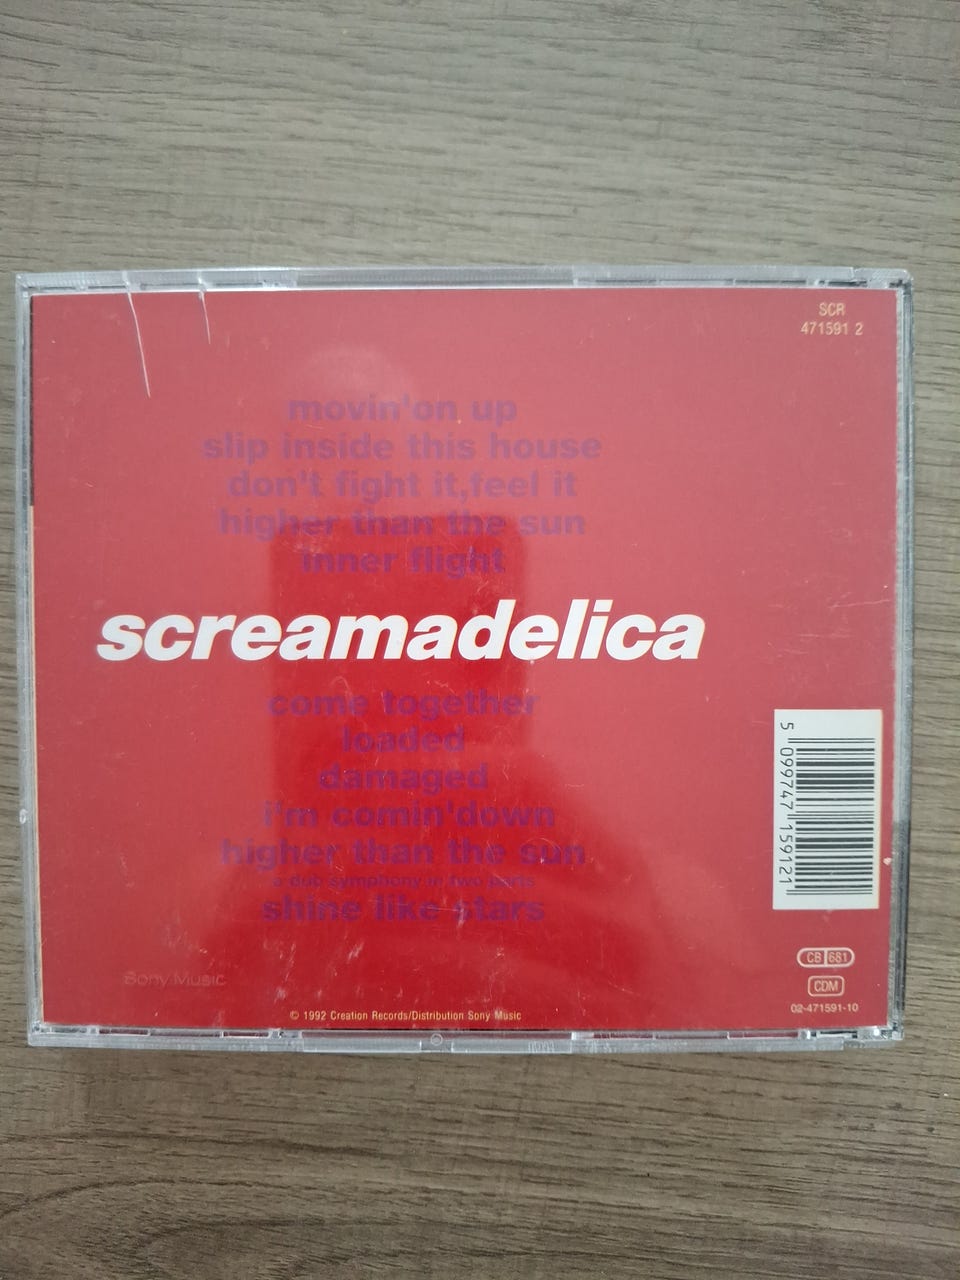 SCR
471591 2
movin'on up
slip inside this house
don't fight it,feel it
higher than the sun
inner flight
screamadelica
come together
loaded
damaged
i'm comin'down
higher than the sun
a dub symphony in two parts
shine like stars
5 099747 159121
CB 681
CDM
02-471591-10
Sony Music
© 1992 Creation Records/Distribution Sony Music